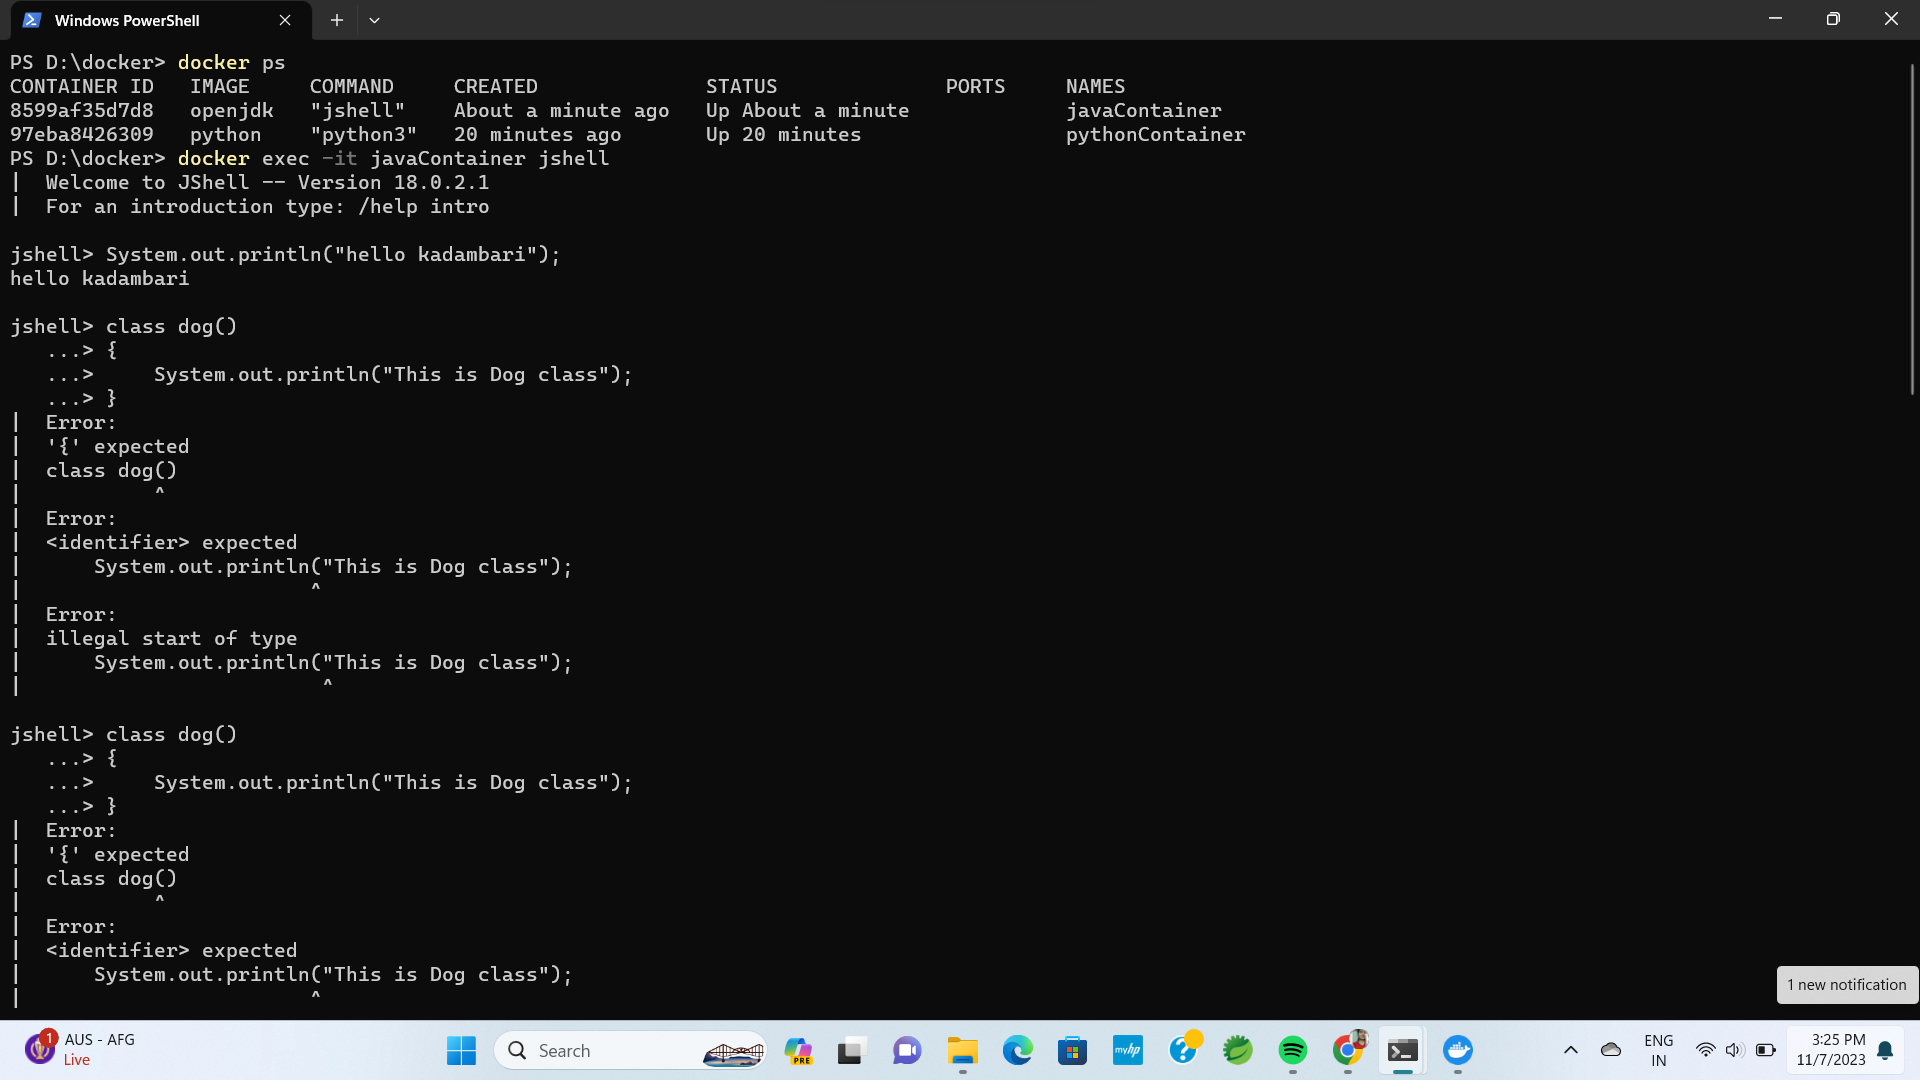 Windows PowerShell
PS D:\docker> docker ps
CONTAINER ID   IMAGE     COMMAND     CREATED              STATUS              PORTS     NAMES
8599af35d7d8   openjdk   "jshell"    About a minute ago   Up About a minute             javaContainer
97eba8426309   python    "python3"   20 minutes ago       Up 20 minutes                 pythonContainer
PS D:\docker> docker exec -it javaContainer jshell
|  Welcome to JShell -- Version 18.0.2.1
|  For an introduction type: /help intro
jshell> System.out.println("hello kadambari");
hello kadambari
jshell> class dog()
   ...> {
   ...>     System.out.println("This is Dog class");
   ...> }
|  Error:
|  '{' expected
|  class dog()
|           ^
|  Error:
|  <identifier> expected
|      System.out.println("This is Dog class");
|                        ^
|  Error:
|  illegal start of type
|      System.out.println("This is Dog class");
|                         ^
jshell> class dog()
   ...> {
   ...>     System.out.println("This is Dog class");
   ...> }
|  Error:
|  '{' expected
|  class dog()
|           ^
|  Error:
|  <identifier> expected
|      System.out.println("This is Dog class");
|                        ^
1 new notification
1
AUS - AFG
Live
Search
PRE
myhp
ENG
IN
3:25 PM
11/7/2023